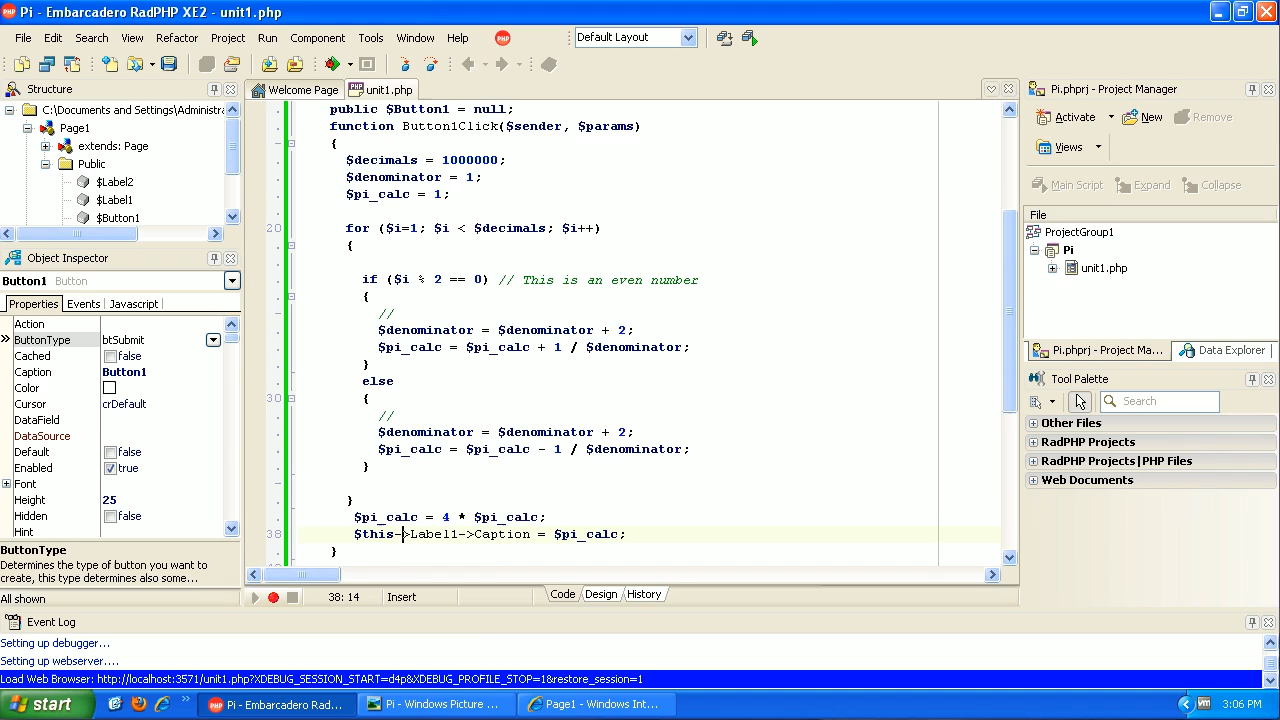 Pi - Embarcadero RadPHP XE2 - unit1.php
File Edit Search View Refactor Project Run Component Tools Window Help PHP Default Layout
Structure
C:\Documents and Settings\Administra
Page1
extends: Page
Public
$Label2
$Label1
$Button1
Object Inspector
Button1 Button
Properties Events Javascript
Action
ButtonType btSubmit
Cached false
Caption Button1
Color
Cursor crDefault
DataField
DataSource
Default false
Enabled true
Font
Height 25
Hidden false
Hint
ButtonType
Determines the type of button you want to
create, this type determines also some...
All shown
Welcome Page unit1.php
public $Button1 = null;
function Button1Click($sender, $params)
{
$decimals = 1000000;
$denominator = 1;
$pi_calc = 1;
20 for ($i=1; $i < $decimals; $i++)
{
if ($i % 2 == 0) // This is an even number
{
//
$denominator = $denominator + 2;
$pi_calc = $pi_calc + 1 / $denominator;
}
else
30 {
//
$denominator = $denominator + 2;
$pi_calc = $pi_calc - 1 / $denominator;
}
}
$pi_calc = 4 * $pi_calc;
38 $this->Label1->Caption = $pi_calc;
}
38: 14 Insert Code Design History
Pi.phprj - Project Manager
Activate New Remove
Views
Main Script Expand Collapse
File
ProjectGroup1
Pi
unit1.php
Pi.phprj - Project Ma... Data Explorer
Tool Palette
Search
Other Files
RadPHP Projects
RadPHP Projects|PHP Files
Web Documents
Event Log
Setting up debugger...
Setting up webserver....
Load Web Browser: http://localhost:3571/unit1.php?XDEBUG_SESSION_START=d4p&XDEBUG_PROFILE_STOP=1&restore_session=1
start Pi - Embarcadero Rad... Pi - Windows Picture ... Page1 - Windows Int... 3:06 PM